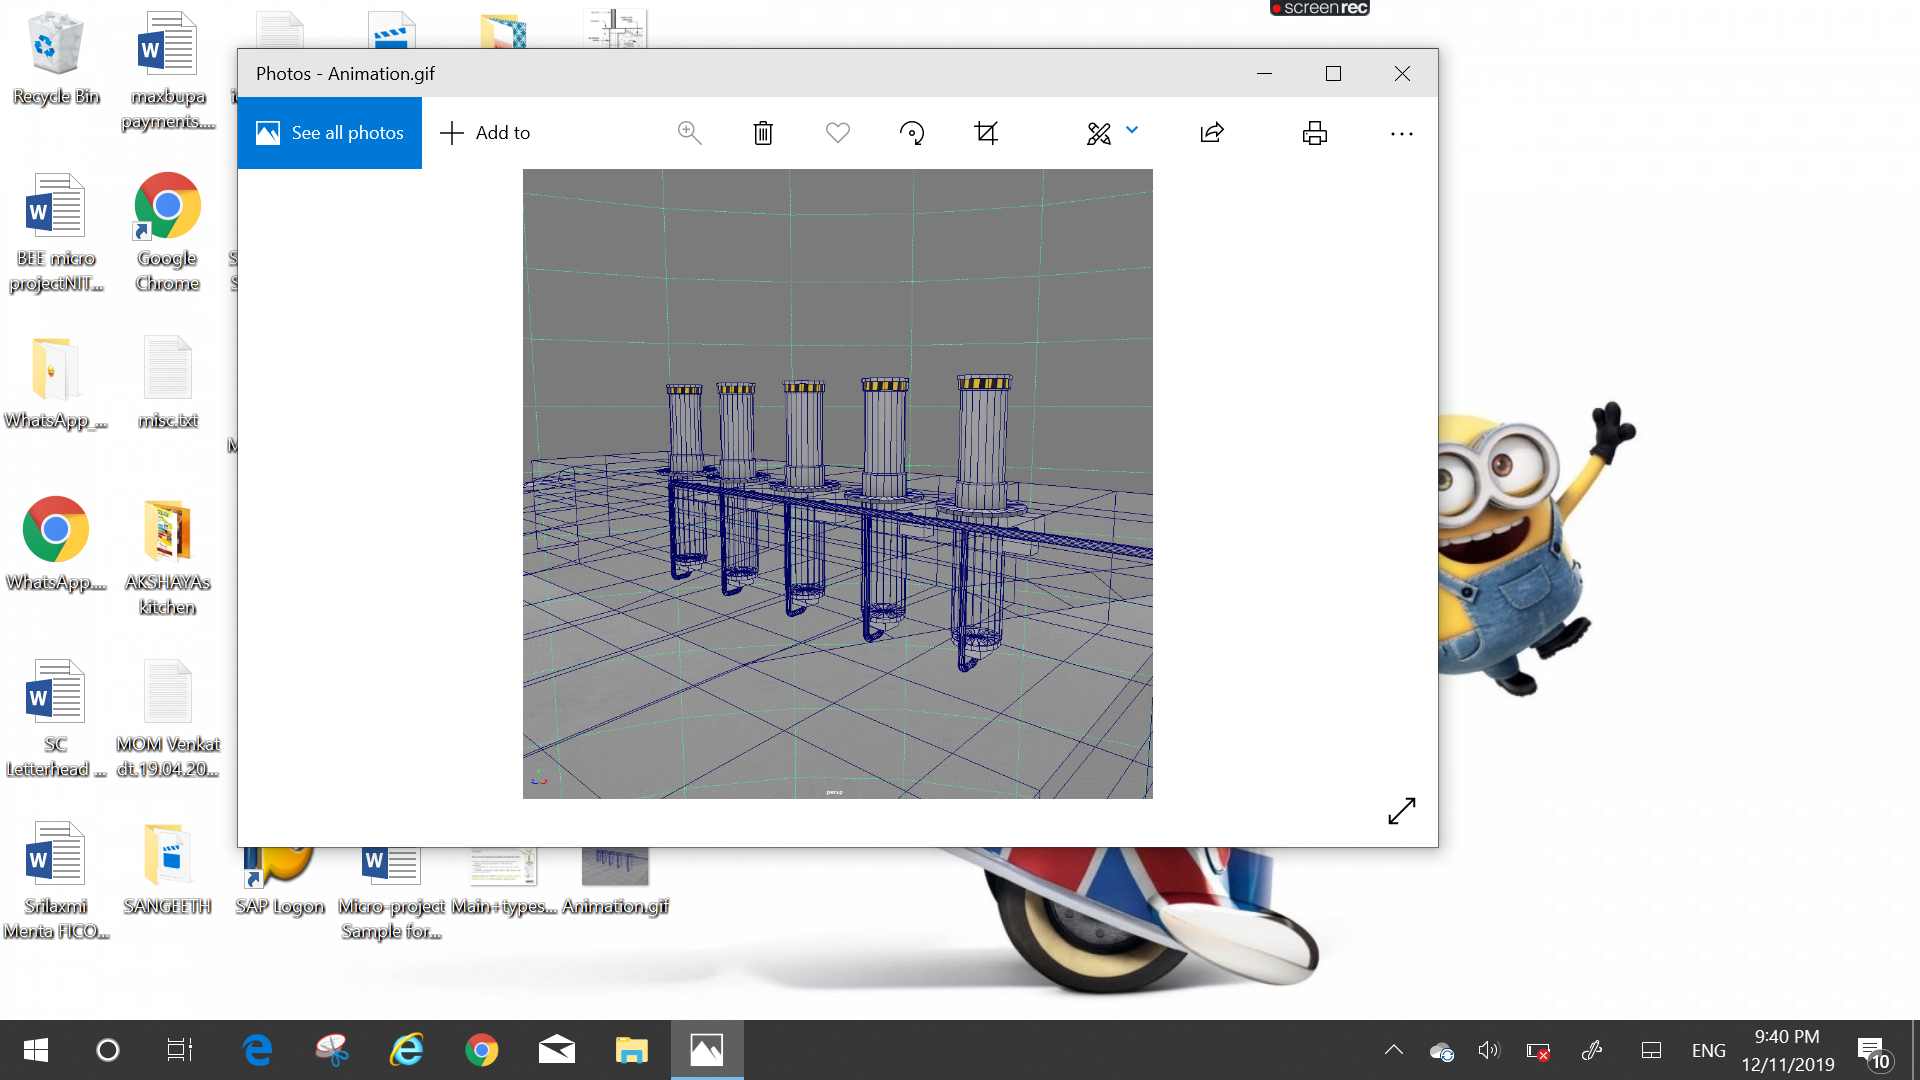 screenrec
Photos - Animation.gif
See all photos
Add to
Recycle Bin
maxbupa
payments....
BEE micro
projectNIT...
Google
Chrome
WhatsApp_...
misc.txt
WhatsApp....
AKSHAYAs
kitchen
SC
Letterhead ...
MOM Venkat
dt.19.04.20...
Srilaxmi
Menta FICO...
SANGEETH
SAP Logon
Micro-project
Sample for...
Main+types...
Animation.gif
persp
ENG
9:40 PM
12/11/2019
10